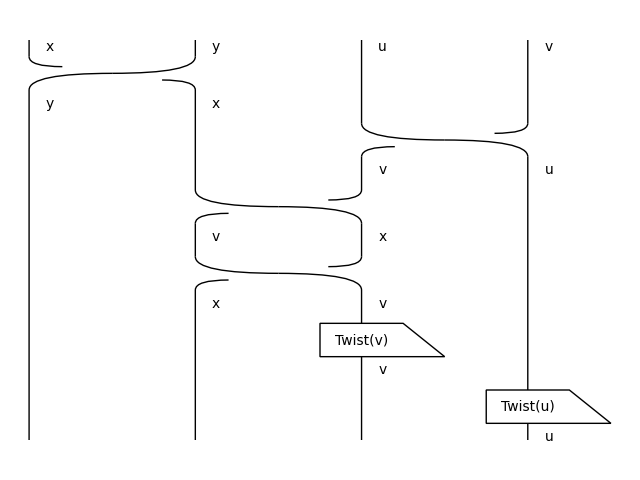 x y u v
y x
v u
v x
x v
Twist(v)
v
Twist(u)
u